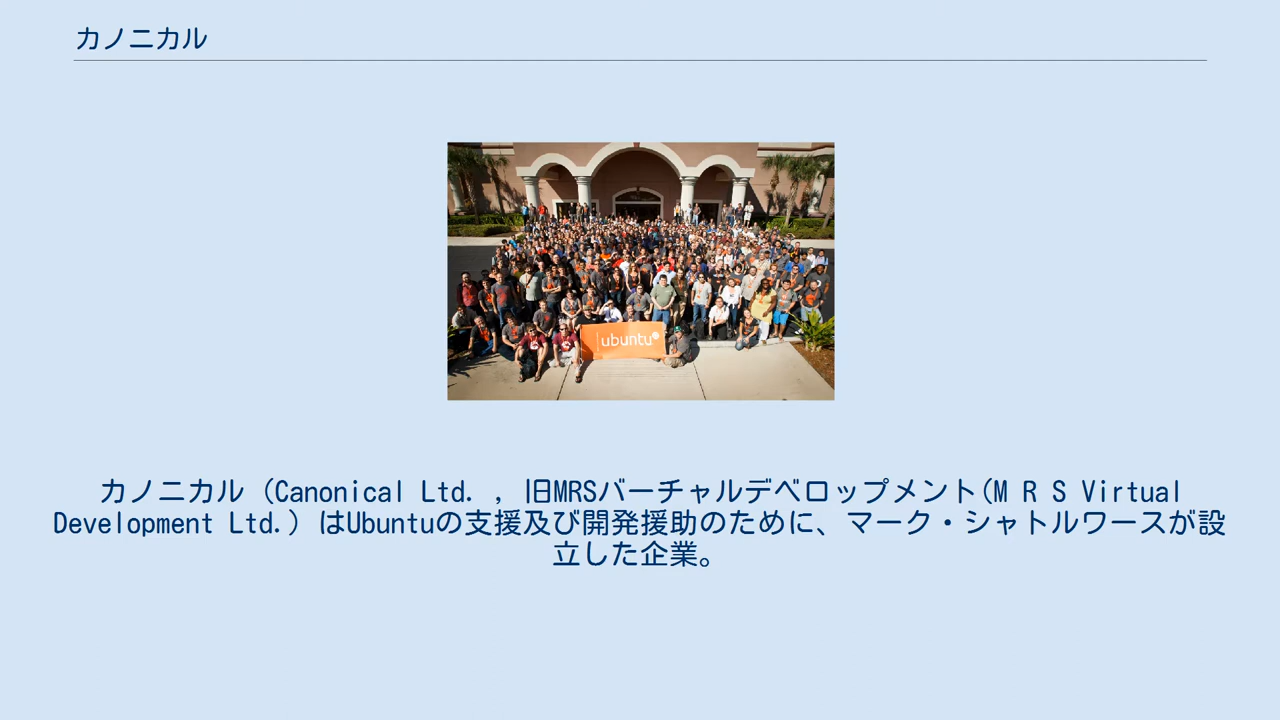 カノニカル
ubuntu
カノニカル (Canonical Ltd. , 旧MRSバーチャルデベロップメント(M R S Virtual
Development Ltd.) はUbuntuの支援及び開発援助のために、マーク・シャトルワースが設
立した企業。